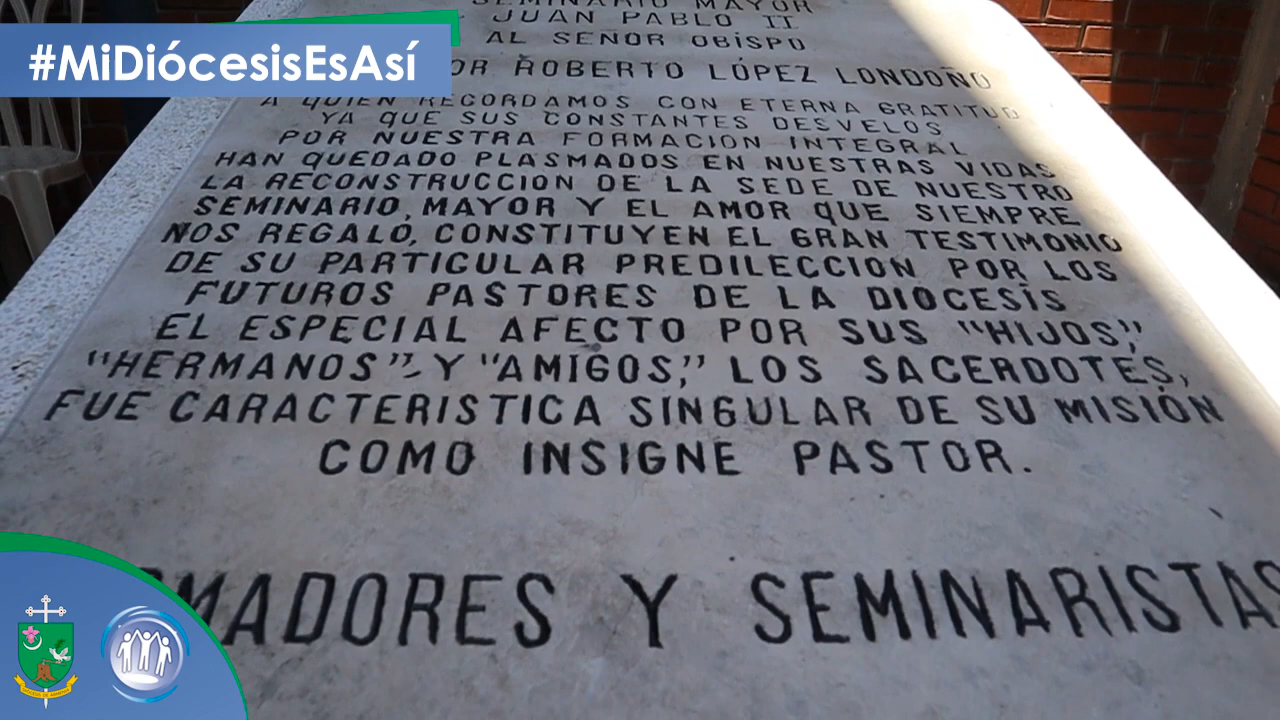 #MiDiócesisEsAsí
SEMINARIO MAYOR
JUAN PABLO II
AL SEÑOR OBISPO
ROBERTO LÓPEZ LONDOÑO
A QUIEN RECORDAMOS CON ETERNA GRATITUD
YA QUE SUS CONSTANTES DESVELOS
POR NUESTRA FORMACION INTEGRAL
HAN QUEDADO PLASMADOS EN NUESTRAS VIDAS
LA RECONSTRUCCION DE LA SEDE DE NUESTRO
SEMINARIO, MAYOR Y EL AMOR QUE SIEMPRE
NOS REGALO, CONSTITUYEN EL GRAN TESTIMONIO
DE SU PARTICULAR PREDILECCION POR LOS
FUTUROS PASTORES DE LA DIOCESIS
EL ESPECIAL AFECTO POR SUS "HIJOS,"
"HERMANOS"-Y "AMIGOS," LOS SACERDOTES,
FUE CARACTERISTICA SINGULAR DE SU MISIÓN
COMO INSIGNE PASTOR.
MADORES Y SEMINARISTAS